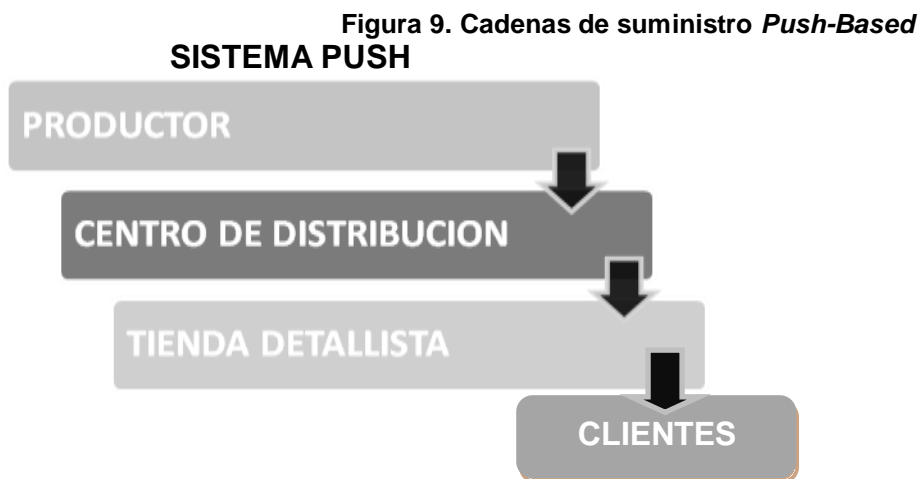 Figura 9. Cadenas de suministro Push-Based
SISTEMA PUSH
PRODUCTOR
CENTRO DE DISTRIBUCION
TIENDA DETALLISTA
CLIENTES